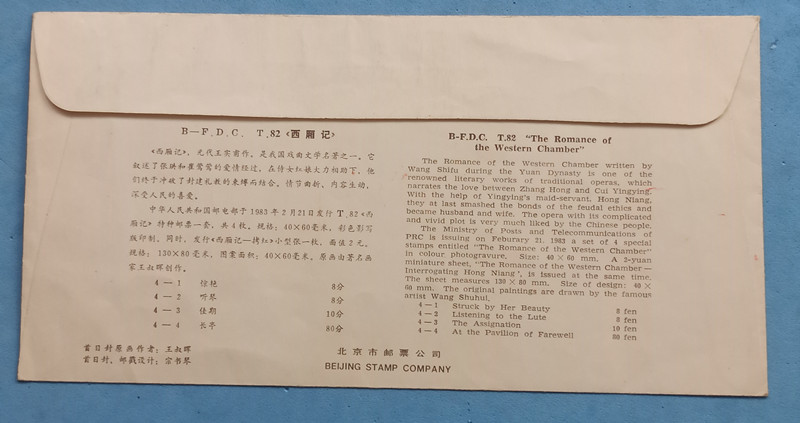 B—F.D.C. T.82《西厢记》
《西厢记》,元代王实甫作,是我国戏曲文学名著之一。它
叙述了张珙和崔莺莺的爱情经过,在侍女红娘大力相助下,他
们终于冲破了封建礼教的束缚而结合。情节曲折,内容生动,
深受人民的喜爱。
中华人民共和国邮电部于1983年2月21日发行T.82《西
厢记》特种邮票一套,共4枚。规格:40×60毫米,彩色影写
版印制。同时,发行《西厢记—拷红》小型张一枚,面值2元,
规格:130×80毫米,图案面积:40×60毫米。原画由著名画
家王叔晖创作。
4—1 惊艳 8分
4—2 听琴 8分
4—3 佳期 10分
4—4 长亭 80分
首日封原画作者:王叔晖
首日封、邮戳设计:宗书琴
B-F.D.C. T.82 "The Romance of
the Western Chamber"
The Romance of the Western Chamber written by
Wang Shifu during the Yuan Dynasty is one of the
renowned literary works of traditional operas, which
narrates the love between Zhang Hong and Cui Yingying.
With the help of Yingying's maid-servant, Hong Niang,
they at last smashed the bonds of the feudal ethics and
became husband and wife. The opera with its complicated
and vivid plot is very much liked by the Chinese people.
The Ministry of Posts and Telecommunications of
PRC is issuing on Feburary 21, 1983 a set of 4 special
stamps entitled "The Romance of the Western Chamber"
in colour photogravure. Size: 40×60 mm. A 2-yuan
miniature sheet, "The Romance of the Western Chamber—
Interrogating Hong Niang", is issued at the same time.
The sheet measures 130×80 mm. Size of design: 40×
60 mm. The original paintings are drawn by the famous
artist Wang Shuhui.
4—1 Struck by Her Beauty 8 fen
4—2 Listening to the Lute 8 fen
4—3 The Assignation 10 fen
4—4 At the Pavilion of Farewell 80 fen
北京市邮票公司
BEIJING STAMP COMPANY